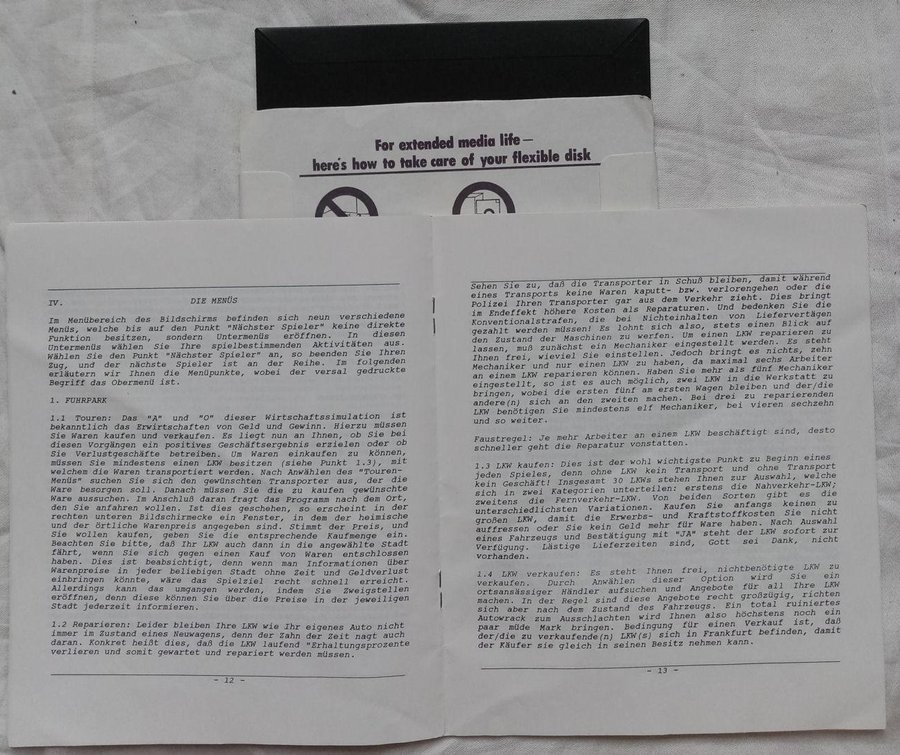 For extended media life—
here's how to take care of your flexible disk
IV. DIE MENÜS
Im Menübereich des Bildschirms befinden sich neun verschiedene
Menüs, welche bis auf den Punkt "Nächster Spieler" keine direkte
Funktion besitzen, sondern Untermenüs eröffnen. In diesen
Untermenüs wählen Sie Ihre spielbestimmenden Aktivitäten aus.
Wählen Sie den Punkt "Nächster Spieler" an, so beenden Sie Ihren
Zug, und der nächste Spieler ist an der Reihe. Im folgenden
erläutern wir Ihnen die Menüpunkte, wobei der versal gedruckte
Begriff das Obermenü ist.
1. FUHRPARK
1.1 Touren: Das "A" und "O" dieser Wirtschaftssimulation ist
bekanntlich das Erwirtschaften von Geld und Gewinn. Hierzu müssen
Sie Waren kaufen und verkaufen. Es liegt nun an Ihnen, ob Sie bei
diesen Vorgängen ein positives Geschäftsergebnis erzielen oder ob
Sie Verlustgeschäfte betreiben. Um Waren einkaufen zu können,
müssen Sie mindestens einen LKW besitzen (siehe Punkt 1.3), mit
welchem die Waren transportiert werden. Nach Anwählen des "Touren-
Menüs" suchen Sie sich den gewünschten Transporter aus, der die
Ware besorgen soll. Danach müssen Sie die zu kaufen gewünschte
Ware aussuchen. Im Anschluß daran fragt das Programm nach dem Ort,
den Sie anfahren wollen. Ist dies geschehen, so erscheint in der
rechten unteren Bildschirmecke ein Fenster, in dem der heimische
und der örtliche Warenpreis angegeben sind. Stimmt der Preis, und
Sie wollen kaufen, geben Sie die entsprechende Kaufmenge ein.
Beachten Sie bitte, daß Ihr LKW auch dann in die angewählte Stadt
fährt, wenn Sie sich gegen einen Kauf von Waren entschlossen
haben. Dies ist beabsichtigt, denn wenn man Informationen über
Warenpreise in jeder beliebigen Stadt ohne Zeit und Geldverlust
einbringen könnte, wäre das Spielziel recht schnell erreicht.
Allerdings kann das umgangen werden, indem Sie Zweigstellen
eröffnen, denn diese können Sie über die Preise in der jeweiligen
Stadt jederzeit informieren.
1.2 Reparieren: Leider bleiben Ihre LKW wie Ihr eigenes Auto nicht
immer im Zustand eines Neuwagens, denn der Zahn der Zeit nagt auch
daran. Konkret heißt dies, daß die LKW laufend "Erhaltungsprozente
verlieren und somit gewartet und repariert werden müssen.
- 12 -
Sehen Sie zu, daß die Transporter in Schuß bleiben, damit während
eines Transports keine Waren kaputt- bzw. verlorengehen oder die
Polizei Ihren Transporter gar aus dem Verkehr zieht. Dies bringt
im Endeffekt höhere Kosten als Reparaturen. Und bedenken Sie die
Konventionalstrafen, die bei Nichteinhalten von Lieferverträgen
gezahlt werden müssen! Es lohnt sich also, stets einen Blick auf
den Zustand der Maschinen zu werfen. Um einen LKW reparieren zu
lassen, muß zunächst ein Mechaniker eingestellt werden. Es steht
Ihnen frei, wieviel Sie einstellen. Jedoch bringt es nichts, zehn
Mechaniker und nur einen LKW zu haben, da maximal sechs Arbeiter
an einem LKW reparieren können. Haben Sie mehr als fünf Mechaniker
eingestellt, so ist es auch möglich, zwei LKW in die Werkstatt zu
bringen, wobei die ersten fünf am ersten Wagen bleiben und der/die
andere(n) sich an den zweiten machen. Bei drei zu reparierenden
LKW benötigen Sie mindestens elf Mechaniker, bei vieren sechzehn
und so weiter.
Faustregel: Je mehr Arbeiter an einem LKW beschäftigt sind, desto
schneller geht die Reparatur vonstatten.
1.3 LKW kaufen: Dies ist der wohl wichtigste Punkt zu Beginn eines
jeden Spieles, denn ohne LKW kein Transport und ohne Transport
kein Geschäft! Insgesamt 30 LKWs stehen Ihnen zur Auswahl, welche
sich in zwei Kategorien unterteilen: erstens die Nahverkehr-LKW;
zweitens die Fernverkehr-LKW. Von beiden Sorten gibt es die
unterschiedlichsten Variationen. Kaufen Sie anfangs keinen zu
großen LKW, damit die Erwerbs- und Kraftstoffkosten Sie nicht
auffressen oder Sie kein Geld mehr für Ware haben. Nach Auswahl
eines Fahrzeugs und Bestätigung mit "JA" steht der LKW sofort zur
Verfügung. Lästige Lieferzeiten sind, Gott sei Dank, nicht
vorhanden.
1.4 LKW verkaufen: Es steht Ihnen frei, nichtbenötigte LKW zu
verkaufen. Durch Anwählen dieser Option wird Sie ein
ortsansässiger Händler aufsuchen und Angebote für all Ihre LKW
machen. In der Regel sind diese Angebote recht großzügig, richten
sich aber nach dem Zustand des Fahrzeugs. Ein total ruiniertes
Autowrack zum Ausschlachten wird Ihnen also höchstens noch ein
paar müde Mark bringen. Bedingung für einen Verkauf ist, daß
der/die zu verkaufende(n) LKW(s) sich in Frankfurt befinden, damit
der Käufer sie gleich in seinen Besitz nehmen kann.
- 13 -